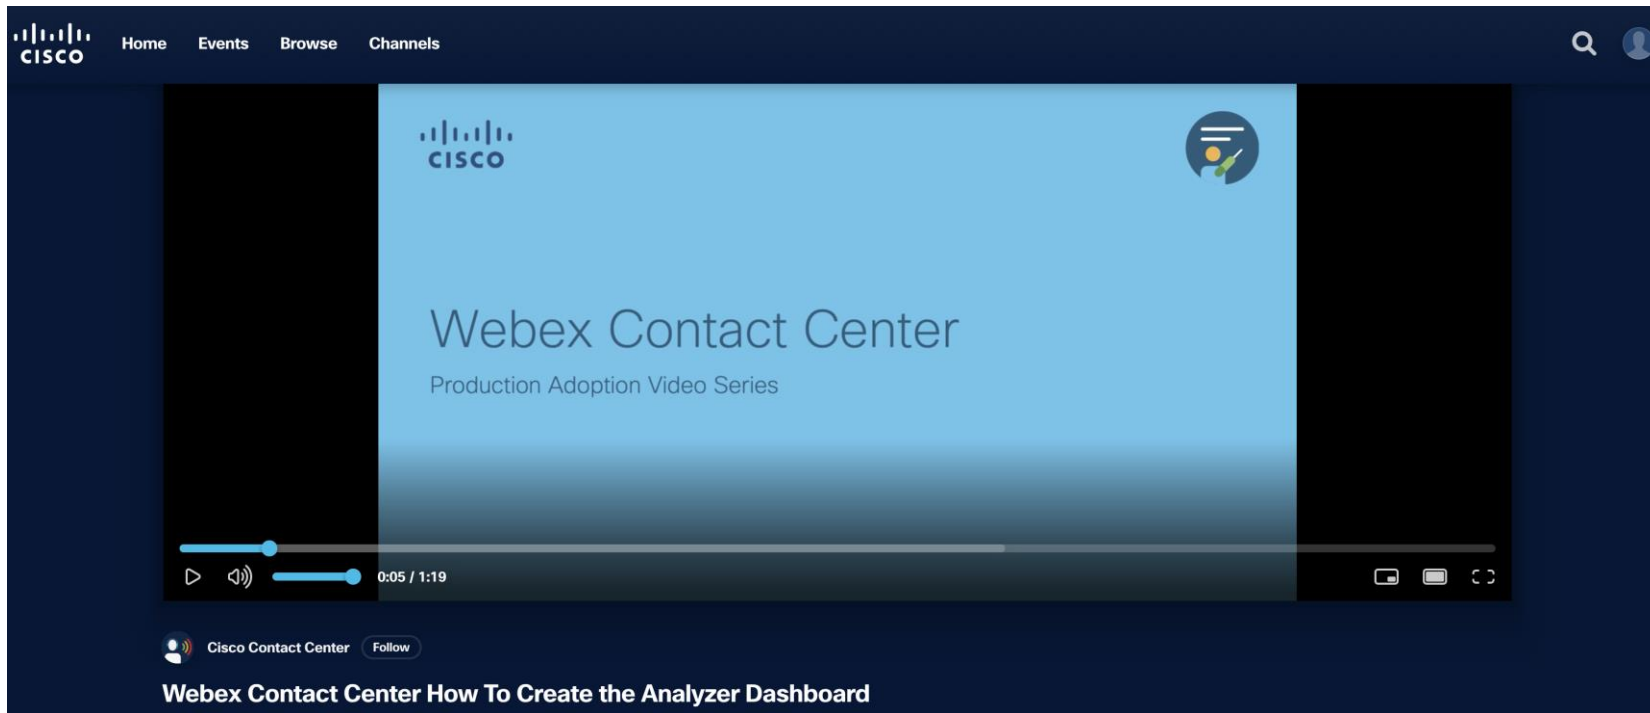 CISCO
Home Events Browse Channels
CISCO
Webex Contact Center
Production Adoption Video Series
0:05 / 1:19
Cisco Contact Center Follow
Webex Contact Center How To Create the Analyzer Dashboard